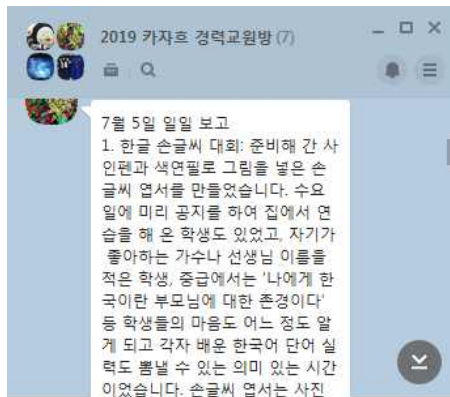 2019 카자흐 경력교원방 (7)
7월 5일 일일 보고
1. 한글 손글씨 대회: 준비해 간 사
인펜과 색연필로 그림을 넣은 손
글씨 엽서를 만들었습니다. 수요
일에 미리 공지를 하여 집에서 연
습을 해 온 학생도 있었고, 자기가
좋아하는 가수나 선생님 이름을
적은 학생, 중급에서는 '나에게 한
국이란 부모님에 대한 존경이다'
등 학생들의 마음도 어느 정도 알
게 되고 각자 배운 한국어 단어 실
력도 뽐낼 수 있는 의미 있는 시간
이었습니다. 손글씨 엽서는 사진